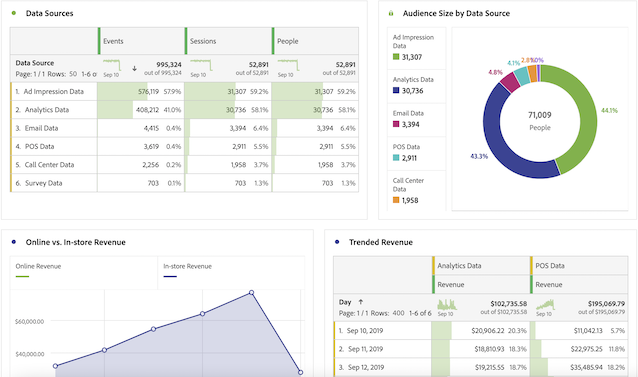 Data Sources
Events Sessions People
Data Source 995,324 52,891 52,891
Page: 1 / 1 Rows: 50 1-6 o Sep 10 out of 995,324 Sep 10 out of 52,891 Sep 10 out of 52,891
1. Ad Impression Data 576,119 57.9% 31,307 59.2% 31,307 59.2%
2. Analytics Data 408,212 41.0% 30,736 58.1% 30,736 58.1%
3. Email Data 4,415 0.4% 3,394 6.4% 3,394 6.4%
4. POS Data 3,619 0.4% 2,911 5.5% 2,911 5.5%
5. Call Center Data 2,256 0.2% 1,958 3.7% 1,958 3.7%
6. Survey Data 703 0.1% 703 1.3% 703 1.3%
Audience Size by Data Source
Ad Impression
Data
31,307
Analytics Data
30,736
Email Data
3,394
POS Data
2,911
Call Center
Data
1,958
4.8%
4.1%
44.1%
43.3%
71,009
People
Online vs. In-store Revenue
Online Revenue In-store Revenue
$60,000.00
$40,000.00
Trended Revenue
Analytics Data POS Data
Revenue Revenue
Day $102,735.58 $195,069.79
Page: 1 / 1 Rows: 400 1-6 of 6 Sep 10 out of $102,735.58 Sep 10 out of $195,069.79
1. Sep 10, 2019 $20,906.22 20.3% $11,042.13 5.7%
2. Sep 11, 2019 $18,810.93 18.3% $22,975.25 11.8%
3. Sep 12, 2019 $19,215.55 18.7% $35,485.94 18.2%